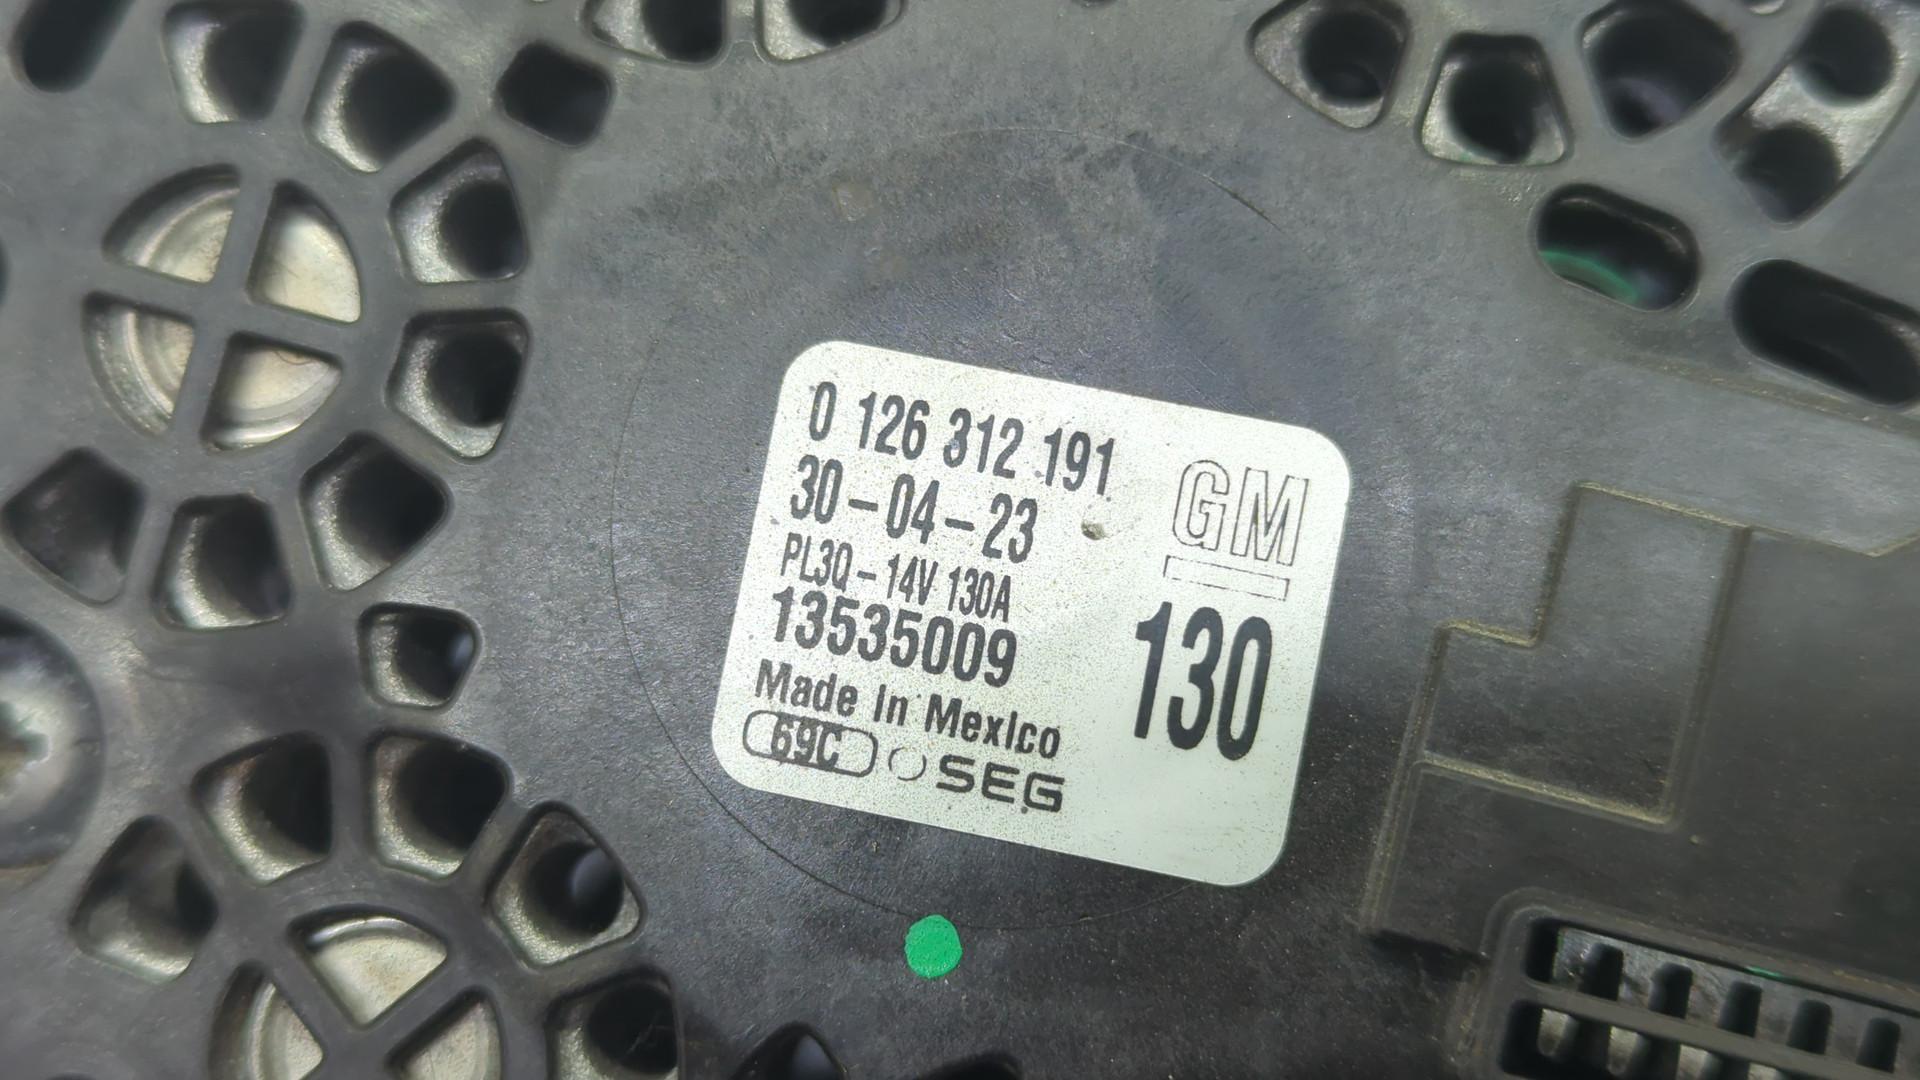 0 126 312 191
30-04-23
PL3Q-14V 130A
13535009
Made in Mexico
69C SEG
GM
130